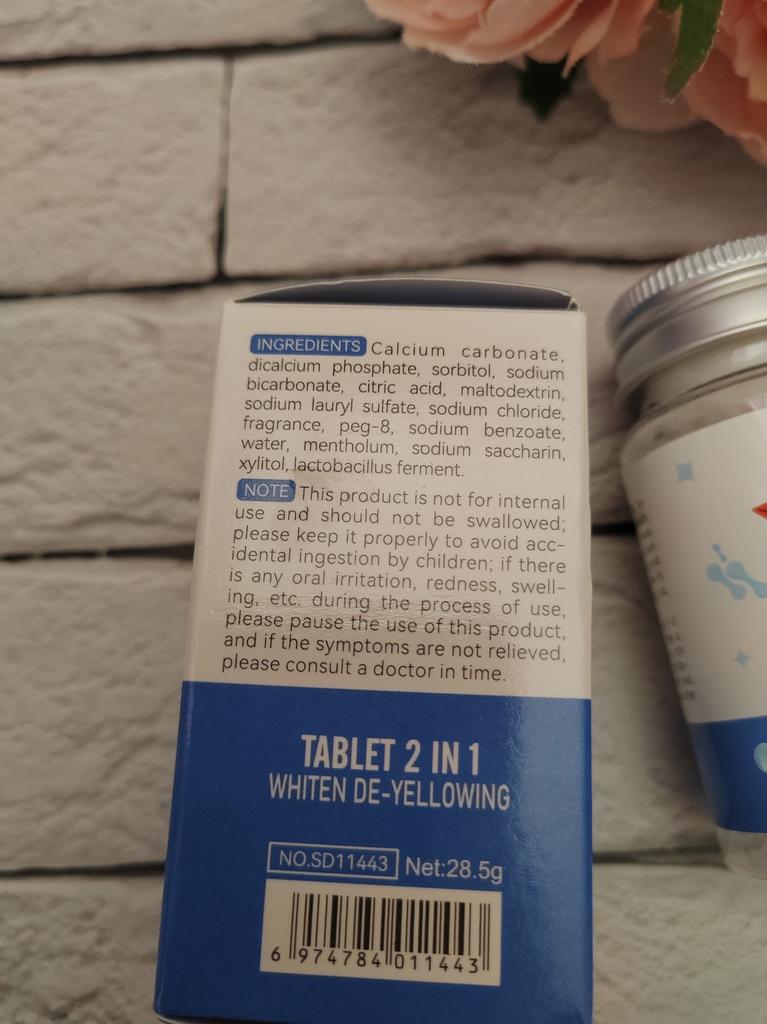 INGREDIENTS Calcium carbonate,
dicalcium phosphate, sorbitol, sodium
bicarbonate, citric acid, maltodextrin,
sodium lauryl sulfate, sodium chloride,
fragrance, peg-8, sodium benzoate,
water, mentholum, sodium saccharin,
xylitol, lactobacillus ferment.
NOTE This product is not for internal
use and should not be swallowed;
please keep it properly to avoid acc-
idental ingestion by children; if there
is any oral irritation, redness, swell-
ing, etc. during the process of use,
please pause the use of this product,
and if the symptoms are not relieved,
please consult a doctor in time.
TABLET 2 IN 1
WHITEN DE-YELLOWING
NO.SD11443 Net:28.5g
6 974784 011443